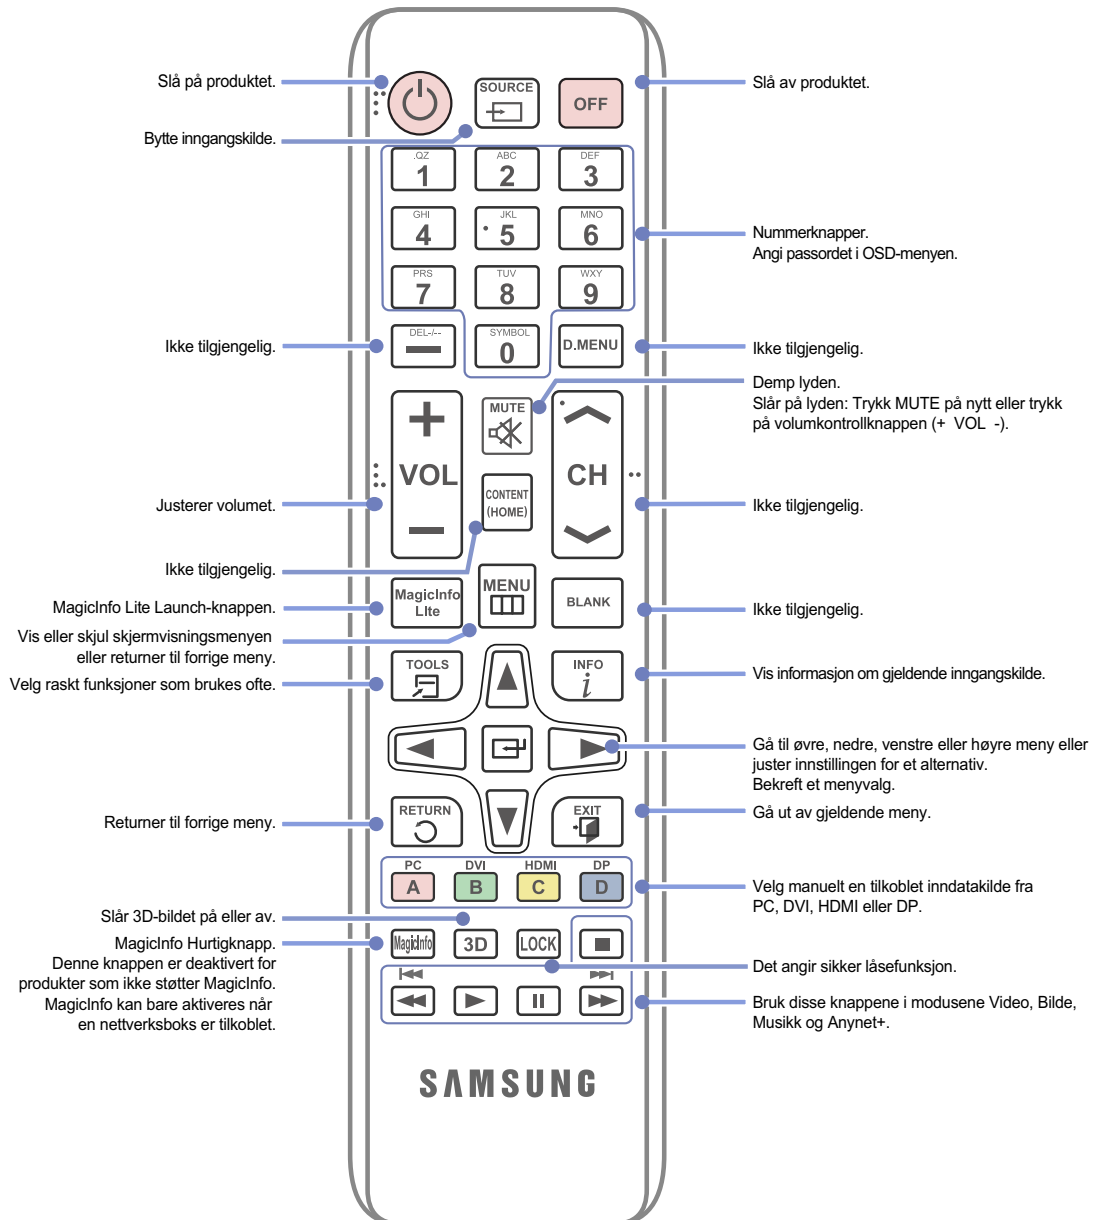 Slå på produktet.
SOURCE
OFF
Slå av produktet.
Bytte inngangskilde.
.QZ
1
ABC
2
DEF
3
GHI
4
JKL
5
MNO
6
Nummerknapper.
Angi passordet i OSD-menyen.
PRS
7
TUV
8
WXY
9
DEL-/--
SYMBOL
0
D.MENU
Ikke tilgjengelig.
Ikke tilgjengelig.
Demp lyden.
Slår på lyden: Trykk MUTE på nytt eller trykk
på volumkontrollknappen (+ VOL -).
MUTE
VOL
CH
CONTENT
(HOME)
Justerer volumet.
Ikke tilgjengelig.
Ikke tilgjengelig.
MagicInfo
LIte
MENU
BLANK
MagicInfo Lite Launch-knappen.
Ikke tilgjengelig.
Vis eller skjul skjermvisningsmenyen
eller returner til forrige meny.
TOOLS
INFO
i
Velg raskt funksjoner som brukes ofte.
Vis informasjon om gjeldende inngangskilde.
Gå til øvre, nedre, venstre eller høyre meny eller
juster innstillingen for et alternativ.
Bekreft et menyvalg.
RETURN
EXIT
Returner til forrige meny.
Gå ut av gjeldende meny.
PC
DVI
HDMI
DP
A
B
C
D
Velg manuelt en tilkoblet inndatakilde fra
PC, DVI, HDMI eller DP.
Slår 3D-bildet på eller av.
MagicInfo
3D
LOCK
MagicInfo Hurtigknapp.
Denne knappen er deaktivert for
produkter som ikke støtter MagicInfo.
MagicInfo kan bare aktiveres når
en nettverksboks er tilkoblet.
Det angir sikker låsefunksjon.
Bruk disse knappene i modusene Video, Bilde,
Musikk og Anynet+.
SAMSUNG